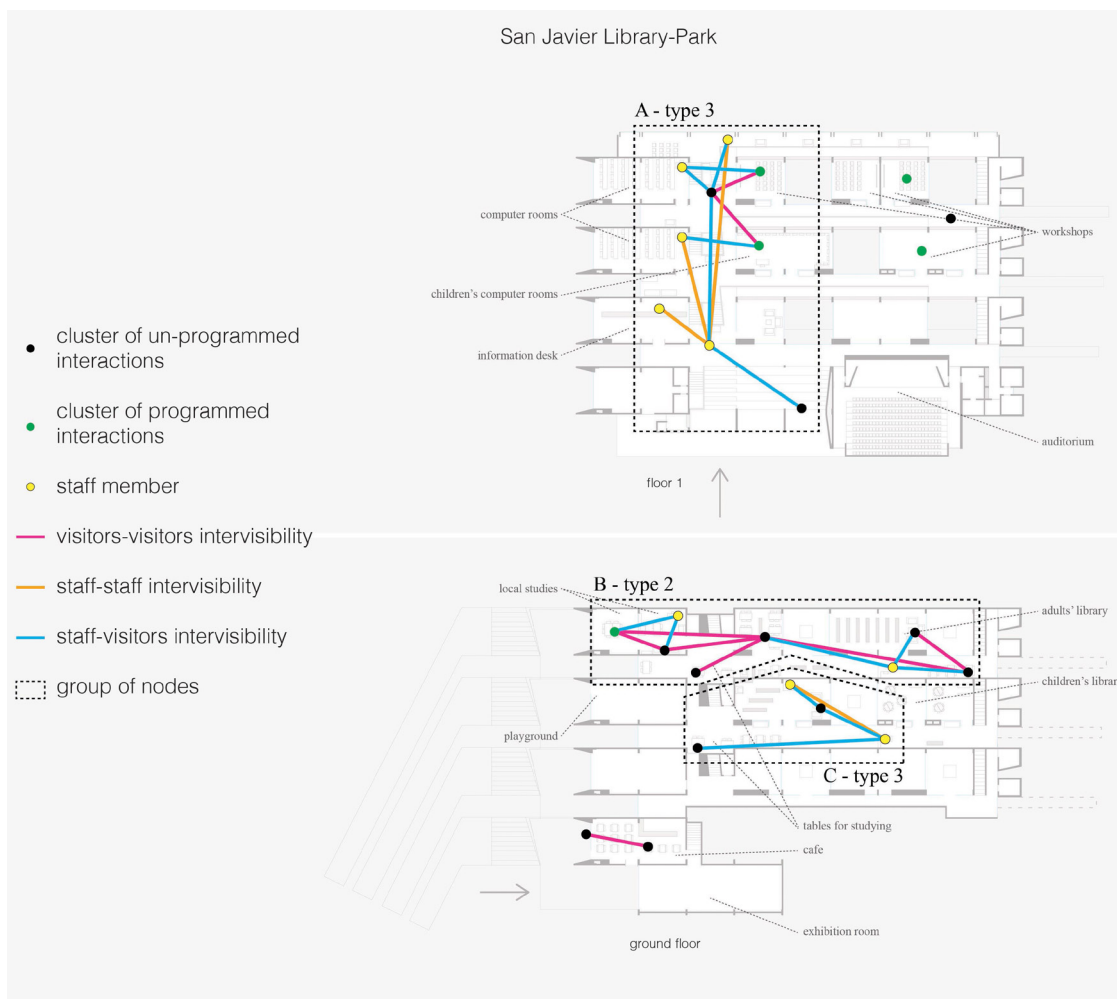 San Javier Library-Park
A - type 3
computer rooms
workshops
children's computer rooms
information desk
auditorium
floor 1
cluster of un-programmed
interactions
cluster of programmed
interactions
staff member
visitors-visitors intervisibility
staff-staff intervisibility
staff-visitors intervisibility
group of nodes
local studies
B - type 2
adults' library
children's librar
playground
C - type 3
tables for studying
cafe
exhibition room
ground floor